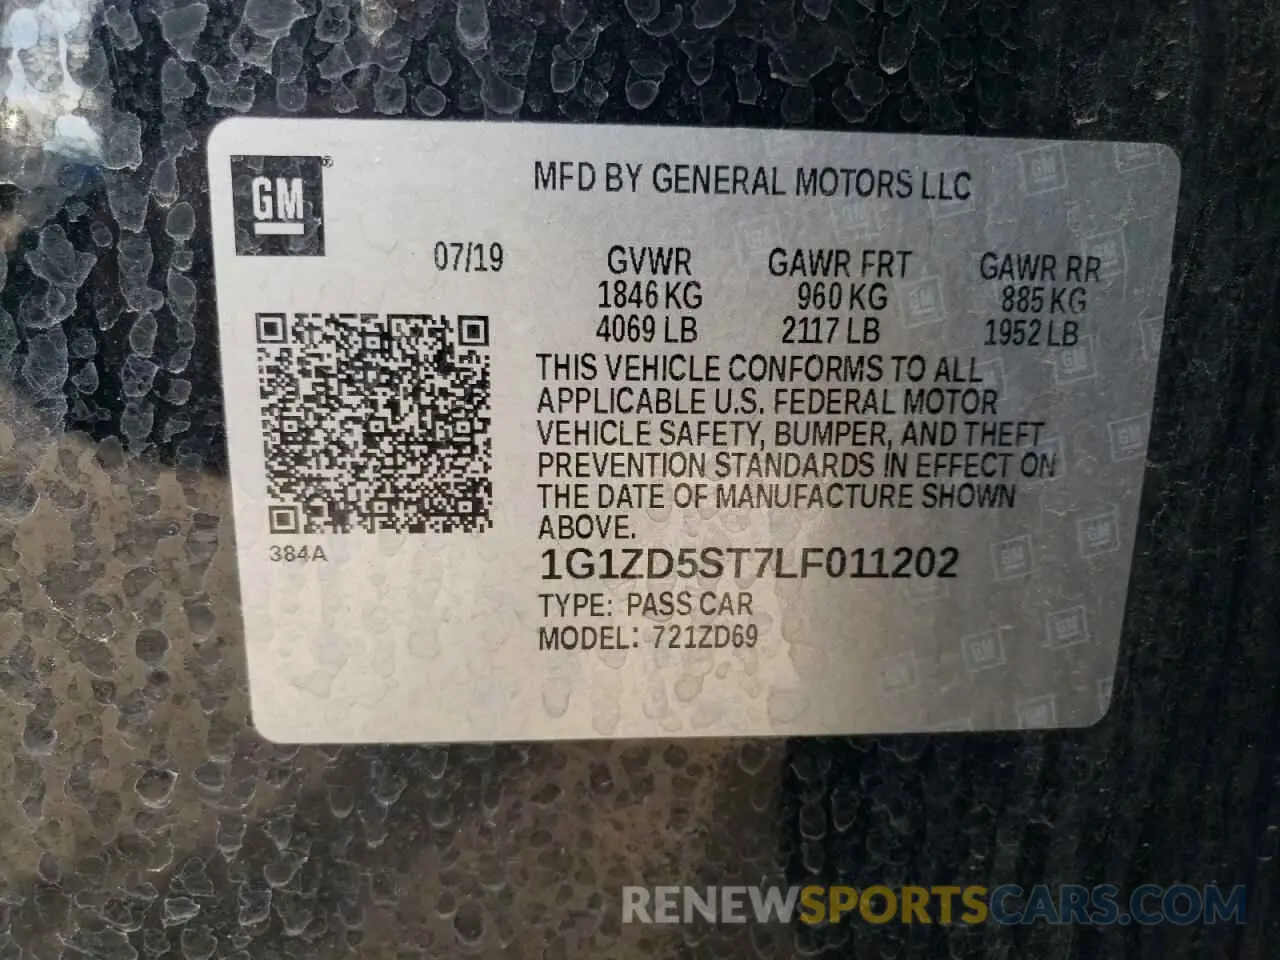 GM®
MFD BY GENERAL MOTORS LLC
07/19
GVWR GAWR FRT GAWR RR
1846 KG 960 KG 885 KG
4069 LB 2117 LB 1952 LB
THIS VEHICLE CONFORMS TO ALL
APPLICABLE U.S. FEDERAL MOTOR
VEHICLE SAFETY, BUMPER, AND THEFT
PREVENTION STANDARDS IN EFFECT ON
THE DATE OF MANUFACTURE SHOWN
ABOVE.
384A
1G1ZD5ST7LF011202
TYPE: PASS CAR
MODEL: 721ZD69
RENEWSPORTSCARS.COM